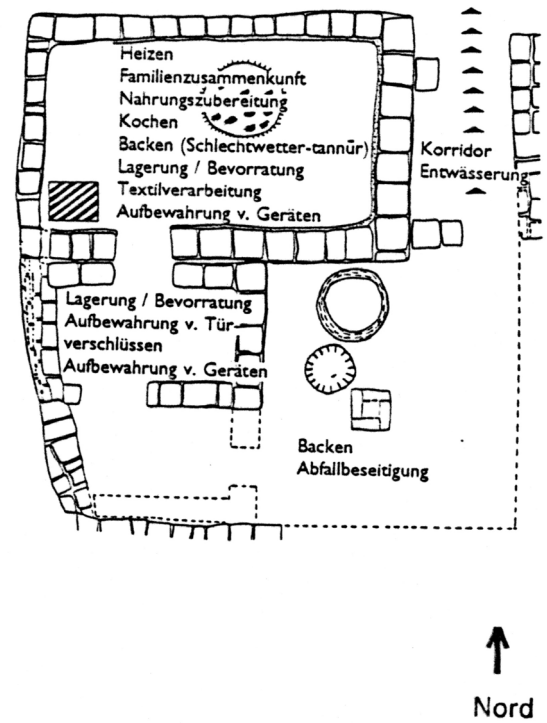 Heizen
Familienzusammenkunft
Nahrungszubereitung
Kochen
Backen (Schlechtwetter-tannūr)
Lagerung / Bevorratung
Textilverarbeitung
Aufbewahrung v. Geräten
Korridor
Entwässerung
Lagerung / Bevorratung
Aufbewahrung v. Tür-
verschlüssen
Aufbewahrung v. Geräten
Backen
Abfallbeseitigung
Nord